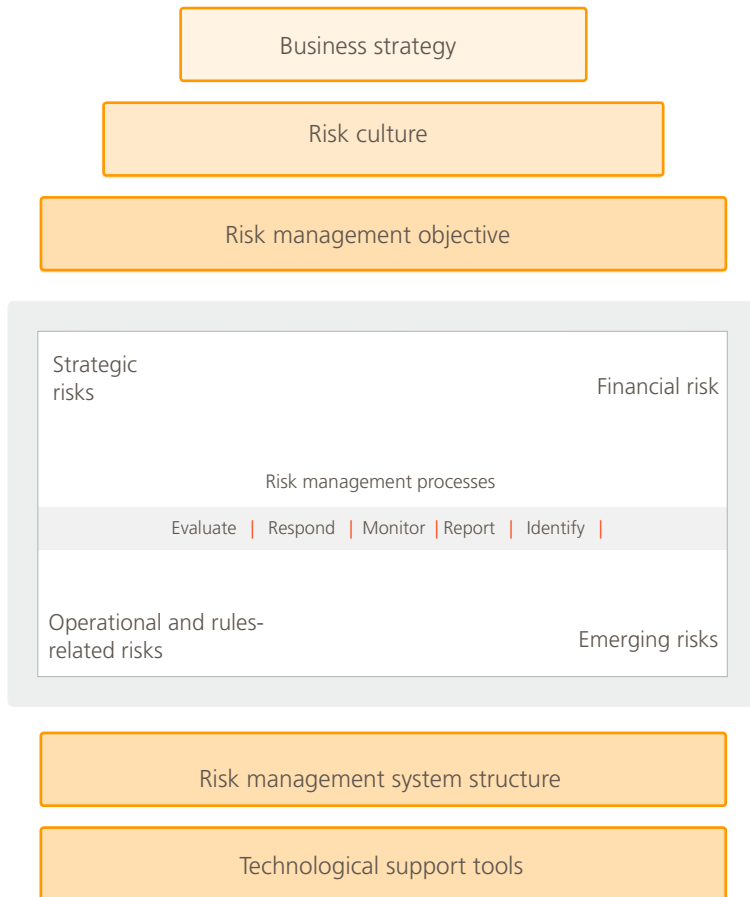 Business strategy
Risk culture
Risk management objective
Strategic
risks
Financial risk
Risk management processes
Evaluate | Respond | Monitor | Report | Identify |
Operational and rules-
related risks
Emerging risks
Risk management system structure
Technological support tools